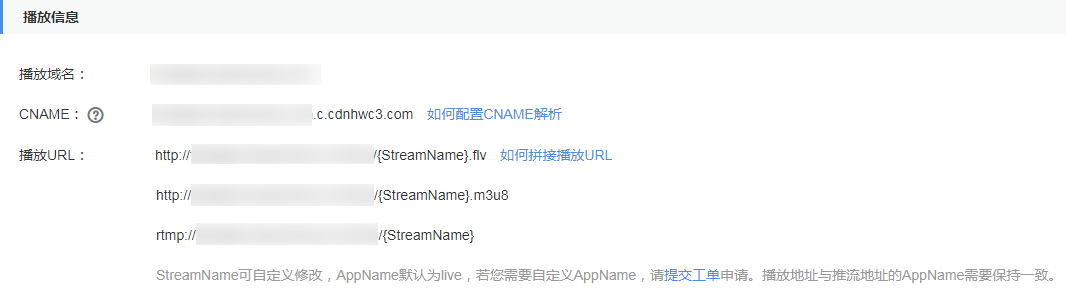 播放信息
播放域名：
CNAME： ? .c.cdnhwc3.com 如何配置CNAME解析
播放URL： http:// /{StreamName}.flv 如何拼接播放URL
http:// /{StreamName}.m3u8
rtmp:// /{StreamName}
StreamName可自定义修改，AppName默认为live，若您需要自定义AppName，请提交工单申请。播放地址与推流地址的AppName需要保持一致。